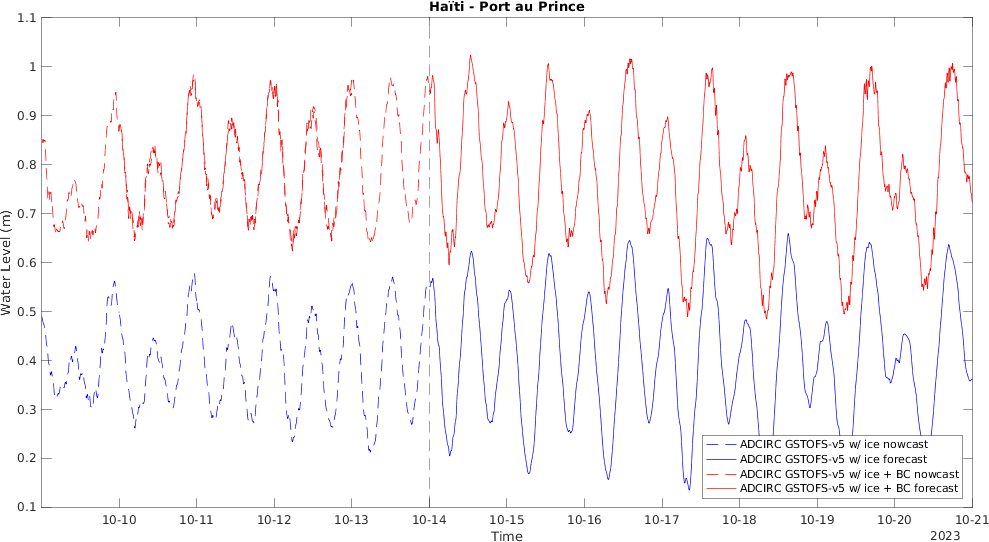 Haïti - Port au Prince
1.1
1
0.9
0.8
0.7
0.6
0.5
0.4
0.3
0.2
0.1
Water Level (m)
ADCIRC GSTOFS-v5 w/ ice nowcast
ADCIRC GSTOFS-v5 w/ ice forecast
ADCIRC GSTOFS-v5 w/ ice + BC nowcast
ADCIRC GSTOFS-v5 w/ ice + BC forecast
10-10 10-11 10-12 10-13 10-14 10-15 10-16 10-17 10-18 10-19 10-20 10-21
Time
2023